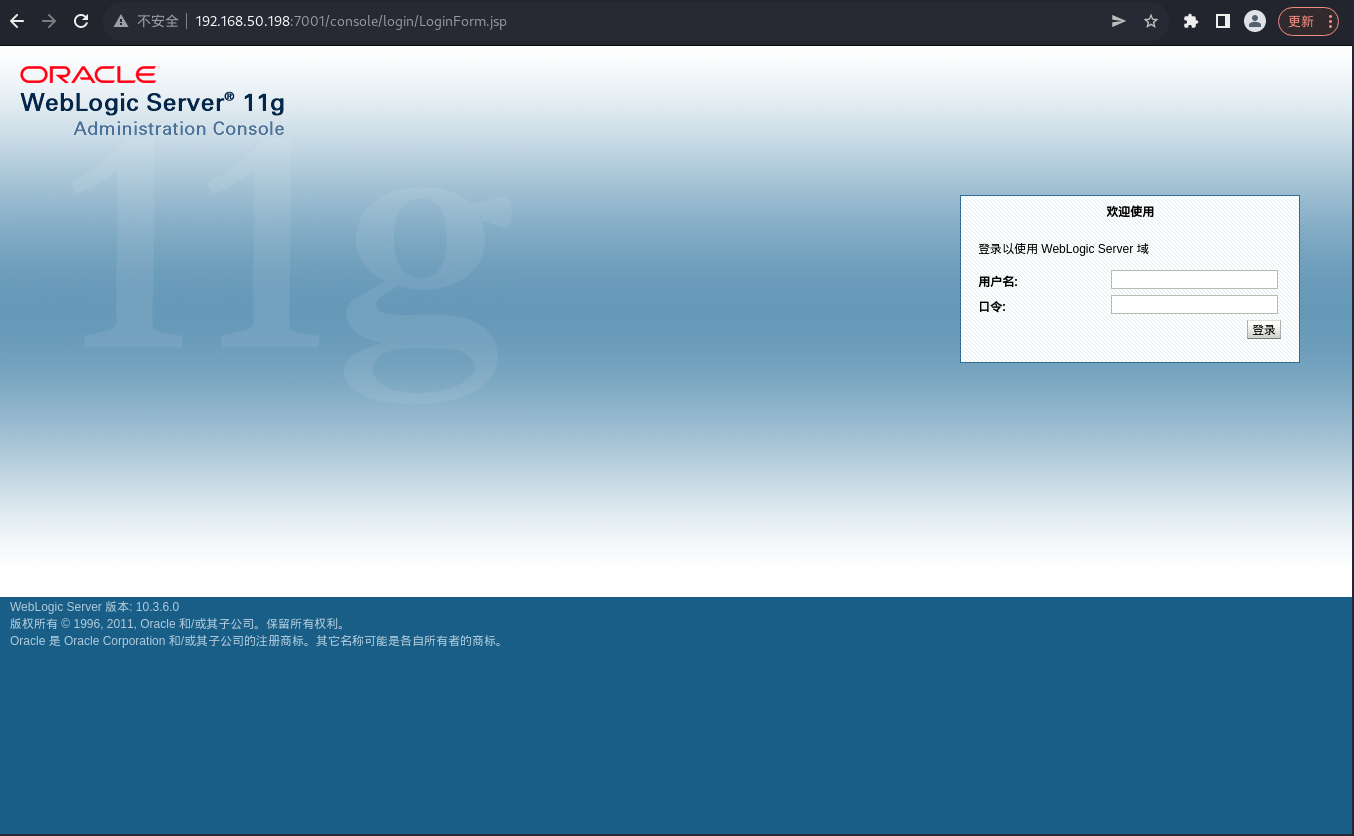 不安全 192.168.50.198:7001/console/login/LoginForm.jsp 更新
ORACLE
WebLogic Server® 11g
Administration Console
11g
欢迎使用
登录以使用 WebLogic Server 域
用户名:
口令:
登录
WebLogic Server 版本: 10.3.6.0
版权所有 © 1996, 2011, Oracle 和/或其子公司。保留所有权利。
Oracle 是 Oracle Corporation 和/或其子公司的注册商标。其它名称可能是各自所有者的商标。